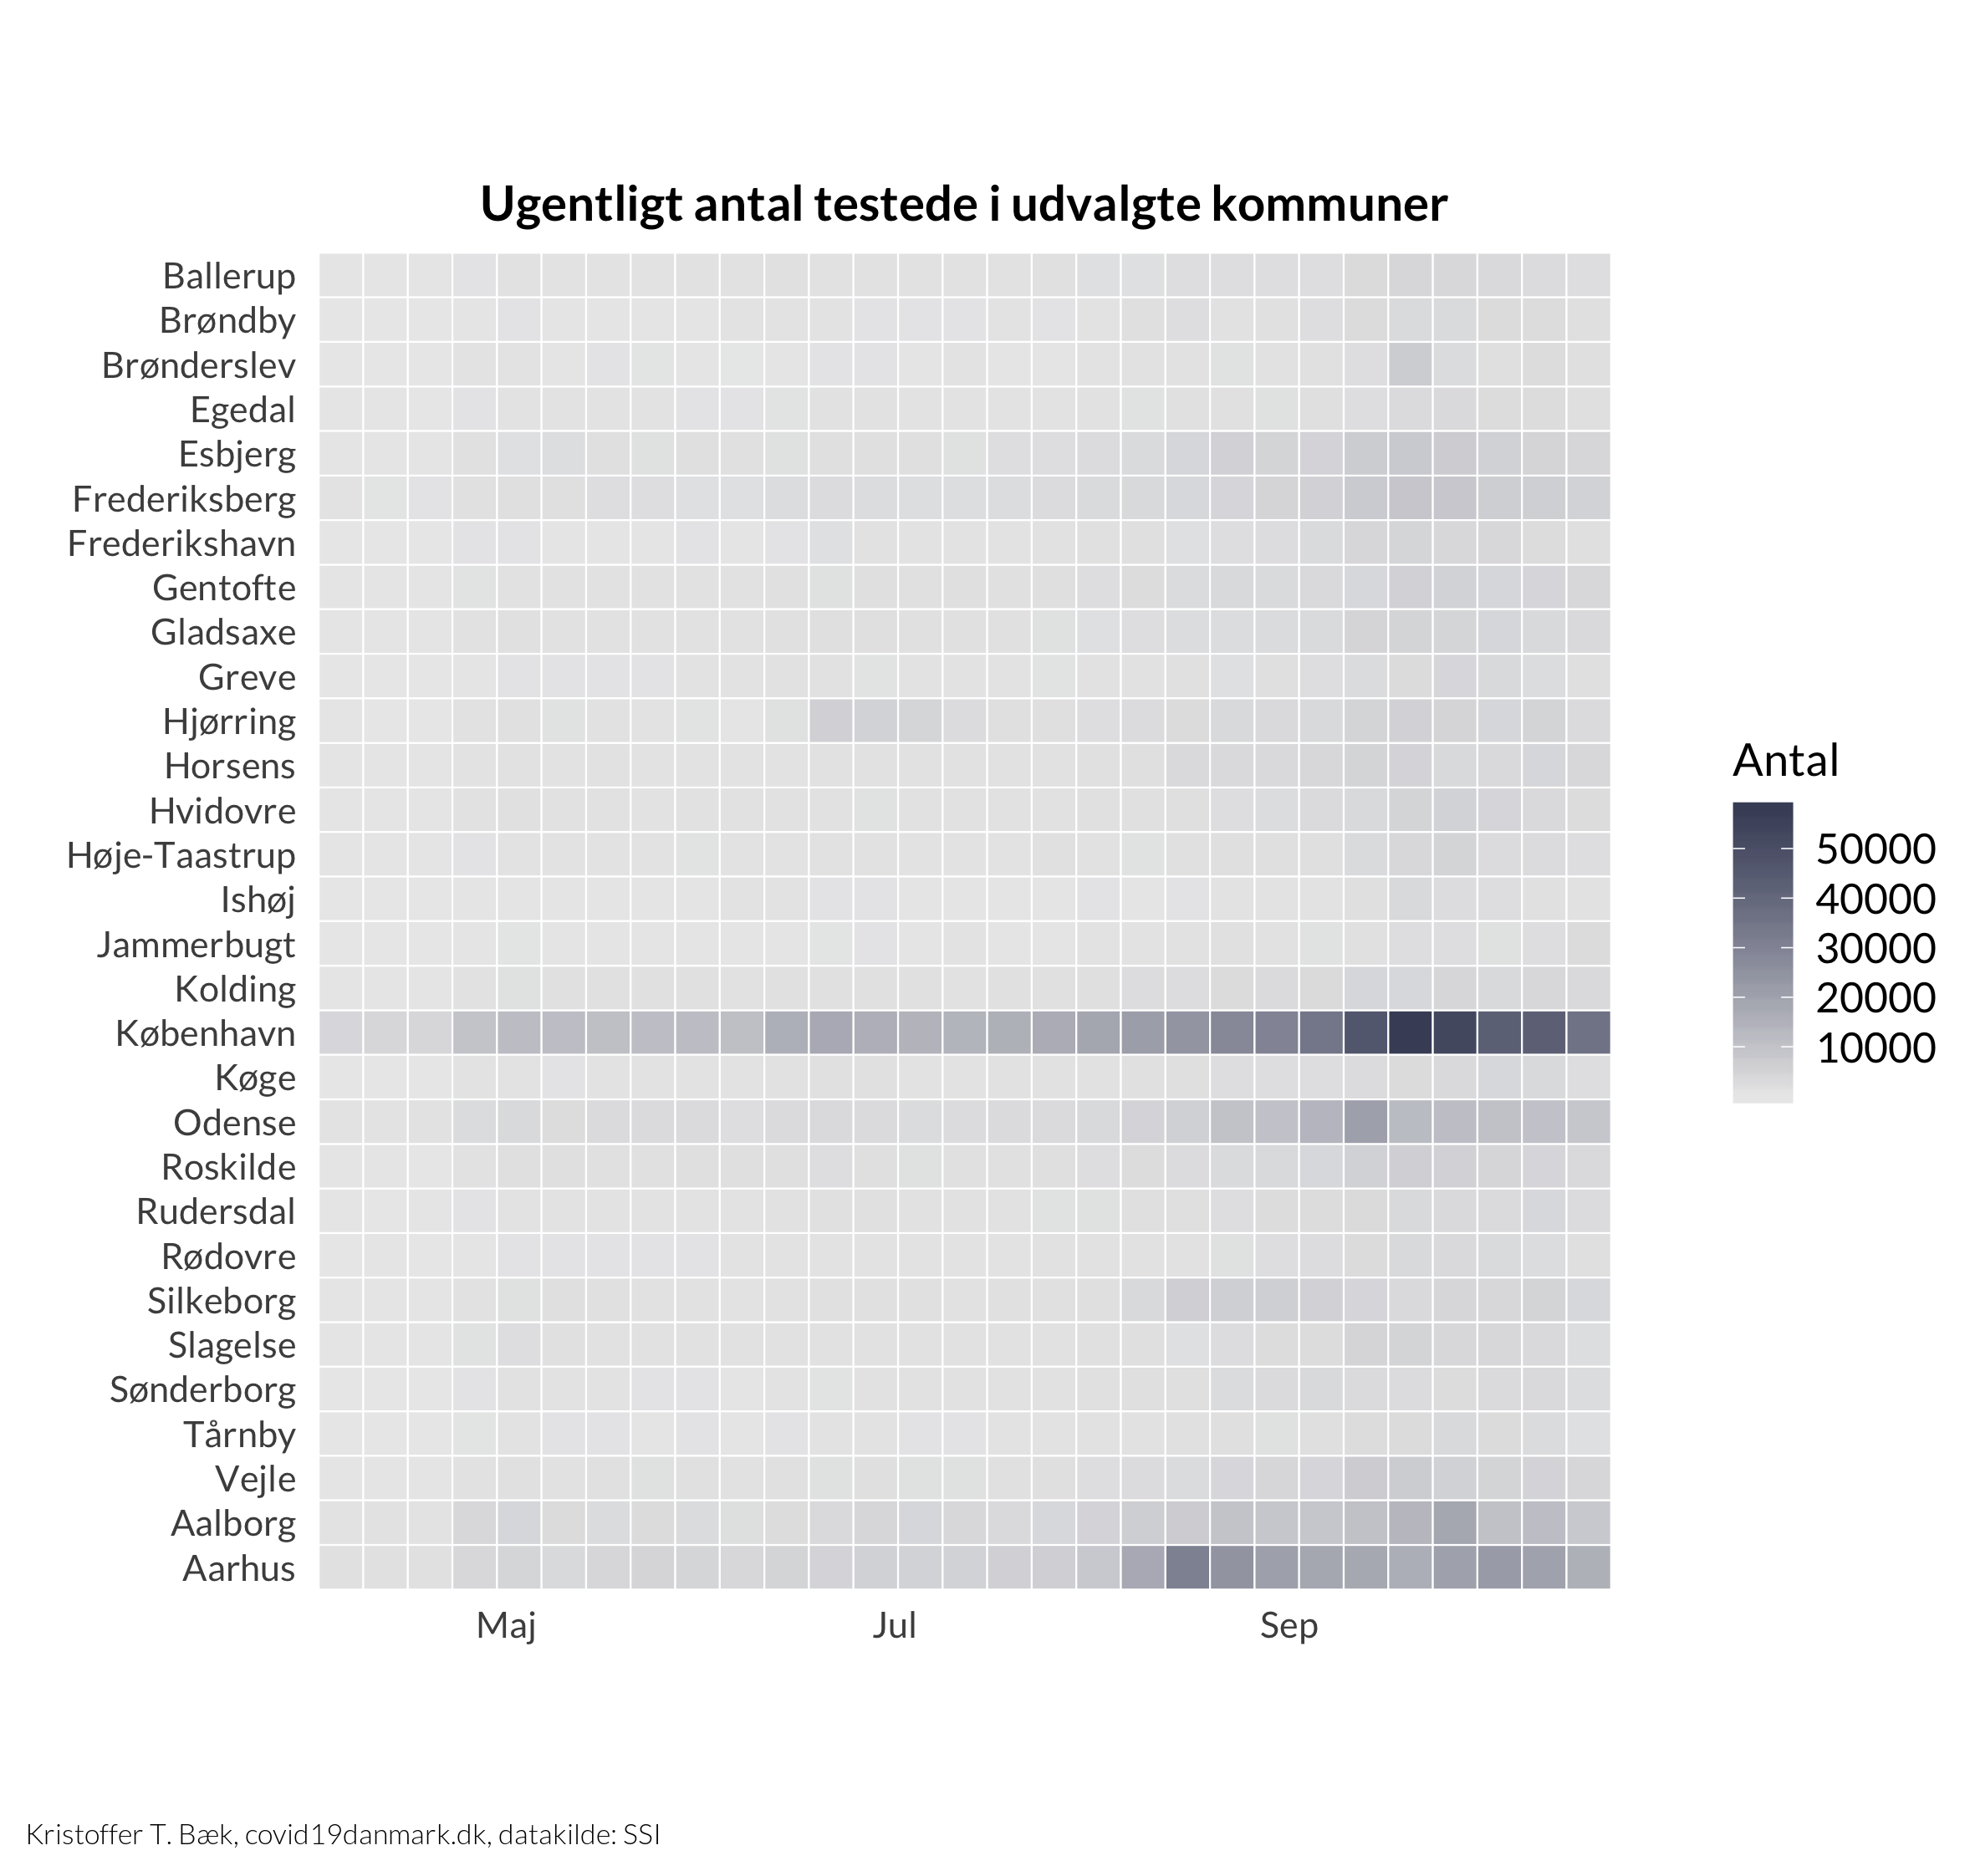 Ugentligt antal testede i udvalgte kommuner
Ballerup
Brøndby
Brønderslev
Egedal
Esbjerg
Frederiksberg
Frederikshavn
Gentofte
Gladsaxe
Greve
Hjørring
Horsens
Hvidovre
Høje-Taastrup
Ishøj
Jammerbugt
Kolding
København
Køge
Odense
Roskilde
Rudersdal
Rødovre
Silkeborg
Slagelse
Sønderborg
Tårnby
Vejle
Aalborg
Aarhus
Maj Jul Sep
Antal
50000
40000
30000
20000
10000
Kristoffer T. Bæk, covid19danmark.dk, datakilde: SSI